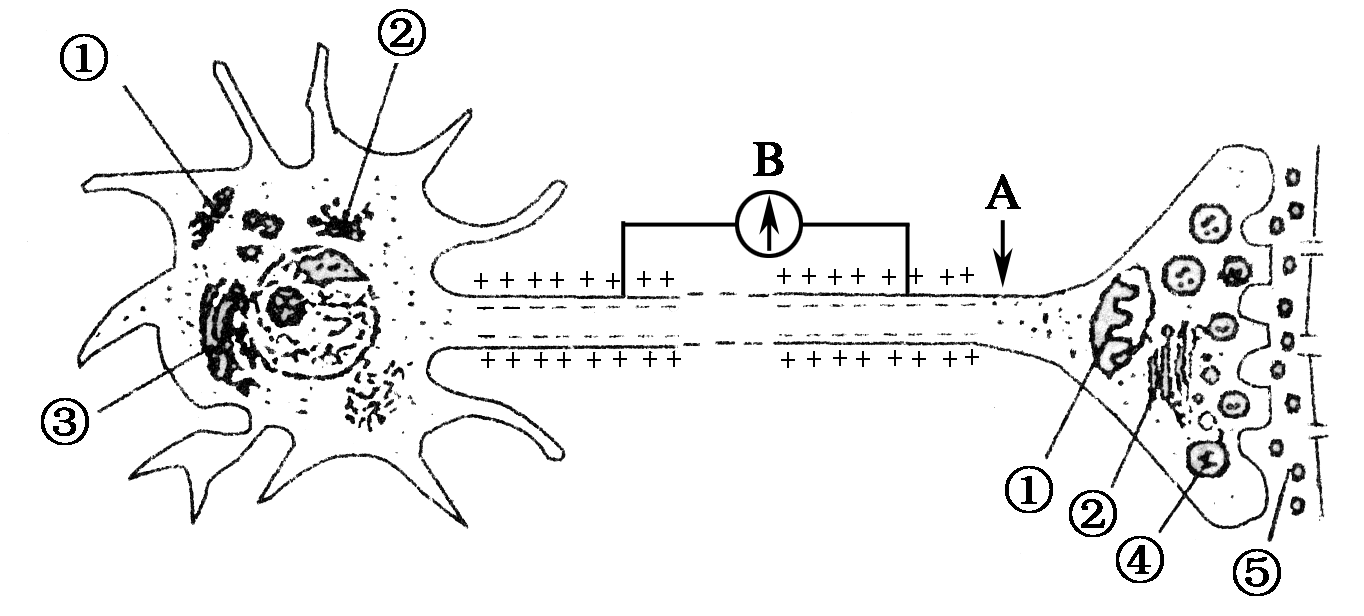 ①
②
B
A
+ + + + + + + + +
+ + + + + + + +
+ + + + + + + +
+ + + + + + + +
③
①
②
④
⑤